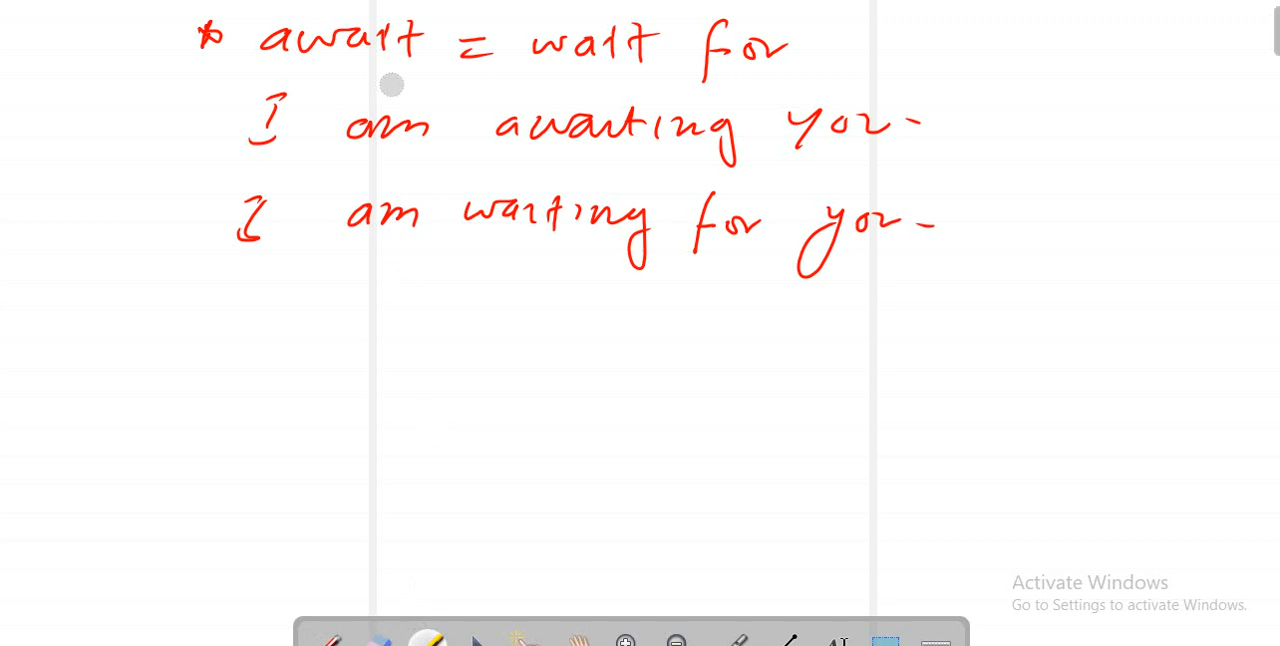 * await = wait for
I am awaiting you.
I am waiting for you.
Activate Windows
Go to Settings to activate Windows.